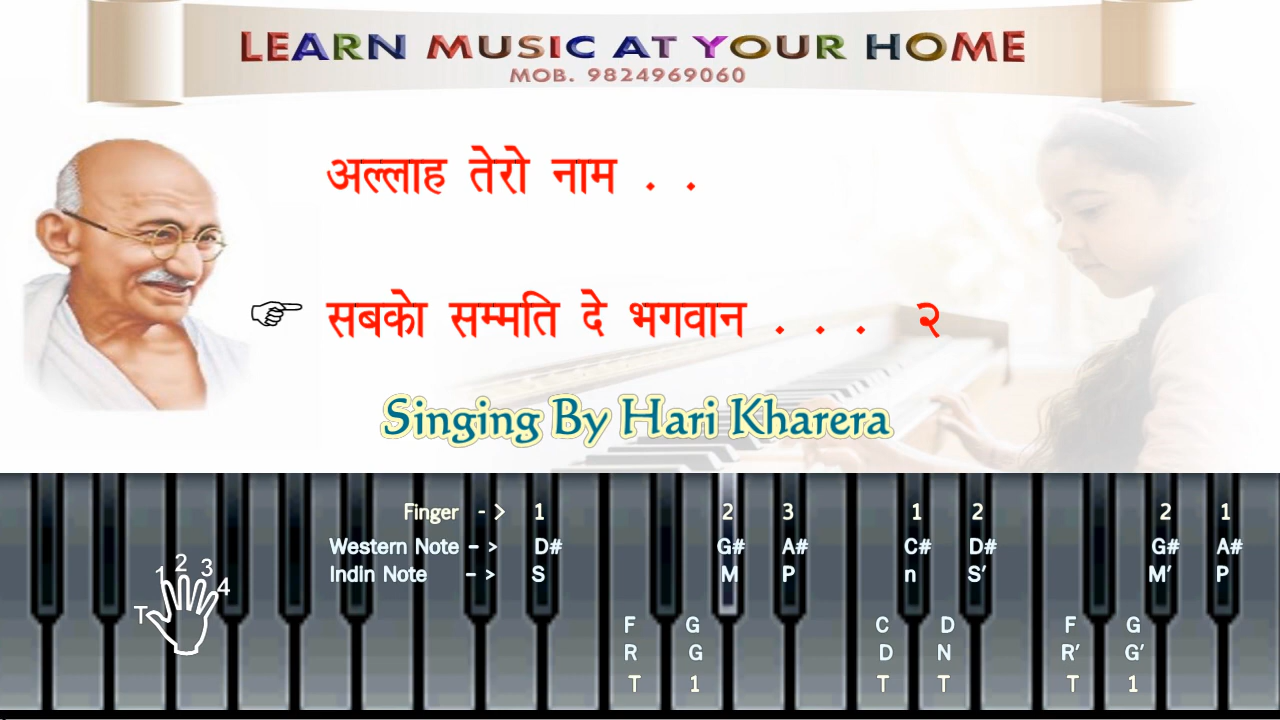 LEARN MUSIC AT YOUR HOME
MOB. 9824969060
अल्लाह तेरो नाम . .
☞ सबको सम्मति दे भगवान . . . २
Singing By Hari Kharera
Finger - > 1 2 3 1 2 2 1
Western Note - > D# G# A# C# D# G# A#
Indin Note - > S M P n S’ M’ P
T 1 2 3 4
F G C D F G
R G D N R’ G’
T 1 T T T 1